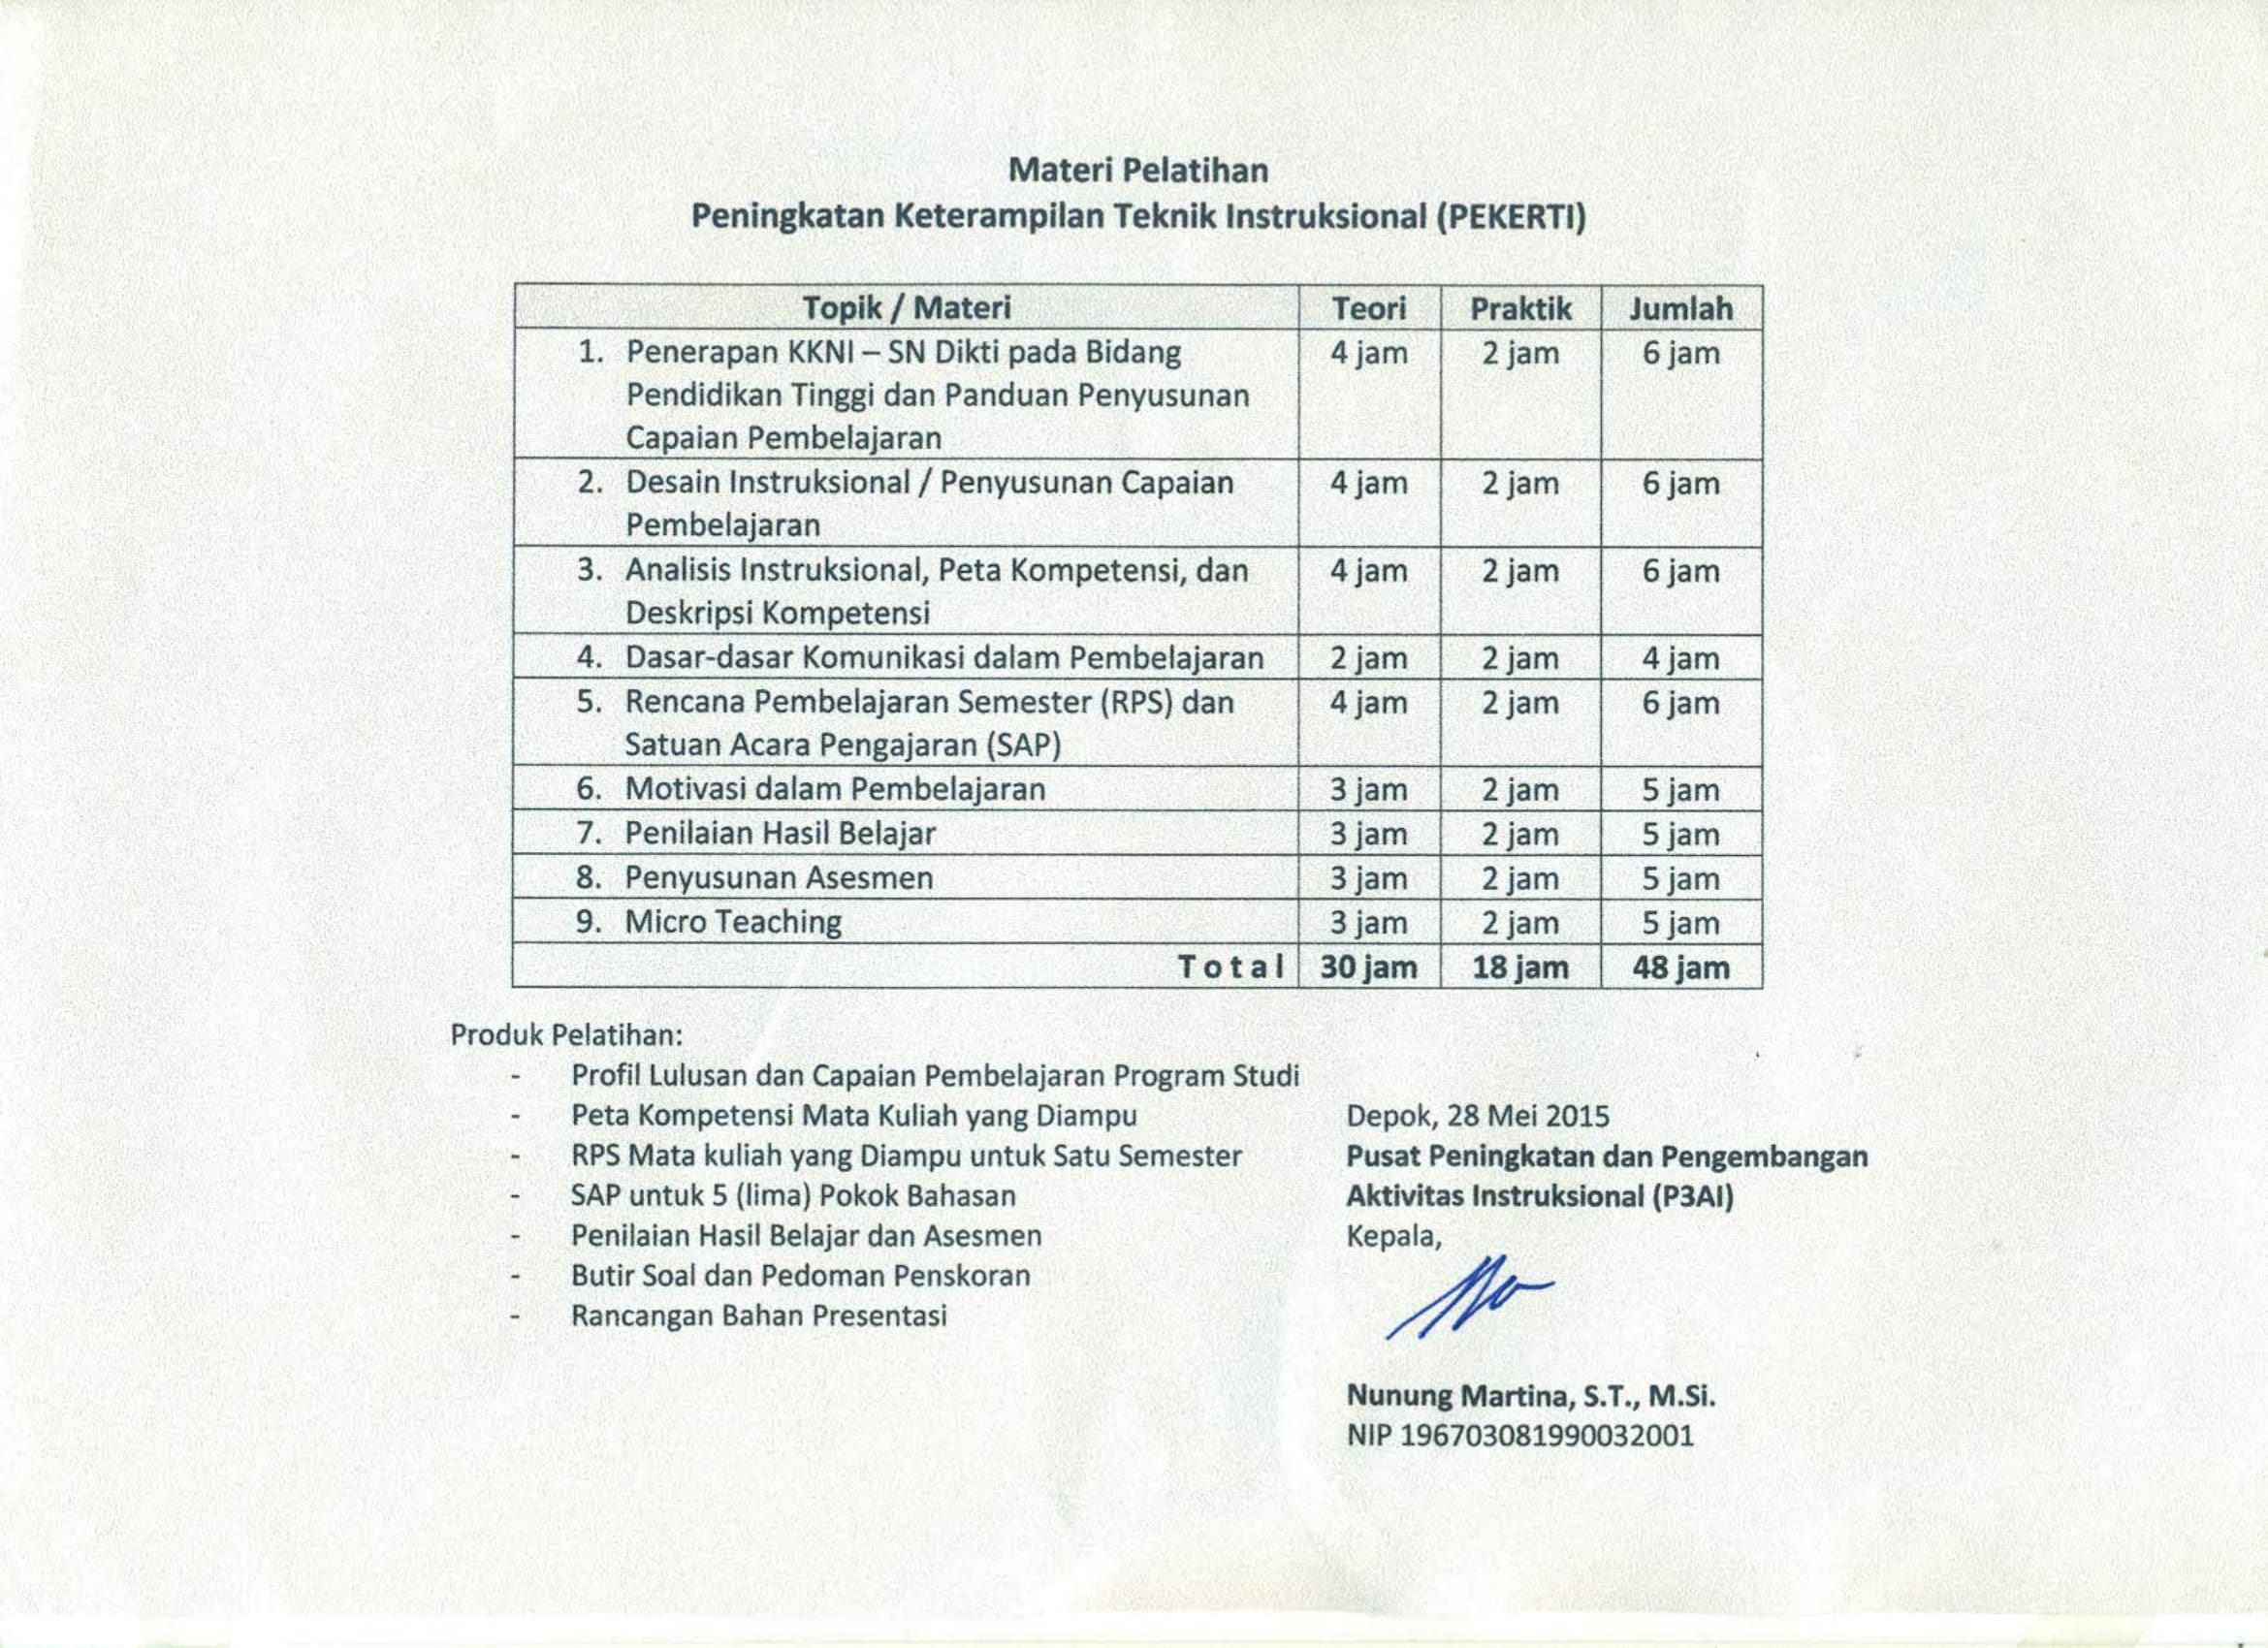 Materi Pelatihan
Peningkatan Keterampilan Teknik Instruksional (PEKERTI)
Topik / Materi Teori Praktik Jumlah
1. Penerapan KKNI – SN Dikti pada Bidang 4 jam 2 jam 6 jam
Pendidikan Tinggi dan Panduan Penyusunan
Capaian Pembelajaran
2. Desain Instruksional / Penyusunan Capaian 4 jam 2 jam 6 jam
Pembelajaran
3. Analisis Instruksional, Peta Kompetensi, dan 4 jam 2 jam 6 jam
Deskripsi Kompetensi
4. Dasar-dasar Komunikasi dalam Pembelajaran 2 jam 2 jam 4 jam
5. Rencana Pembelajaran Semester (RPS) dan 4 jam 2 jam 6 jam
Satuan Acara Pengajaran (SAP)
6. Motivasi dalam Pembelajaran 3 jam 2 jam 5 jam
7. Penilaian Hasil Belajar 3 jam 2 jam 5 jam
8. Penyusunan Asesmen 3 jam 2 jam 5 jam
9. Micro Teaching 3 jam 2 jam 5 jam
Total 30 jam 18 jam 48 jam
Produk Pelatihan:
- Profil Lulusan dan Capaian Pembelajaran Program Studi
- Peta Kompetensi Mata Kuliah yang Diampu
- RPS Mata kuliah yang Diampu untuk Satu Semester
- SAP untuk 5 (lima) Pokok Bahasan
- Penilaian Hasil Belajar dan Asesmen
- Butir Soal dan Pedoman Penskoran
- Rancangan Bahan Presentasi
Depok, 28 Mei 2015
Pusat Peningkatan dan Pengembangan
Aktivitas Instruksional (P3AI)
Kepala,
Nunung Martina, S.T., M.Si.
NIP 196703081990032001